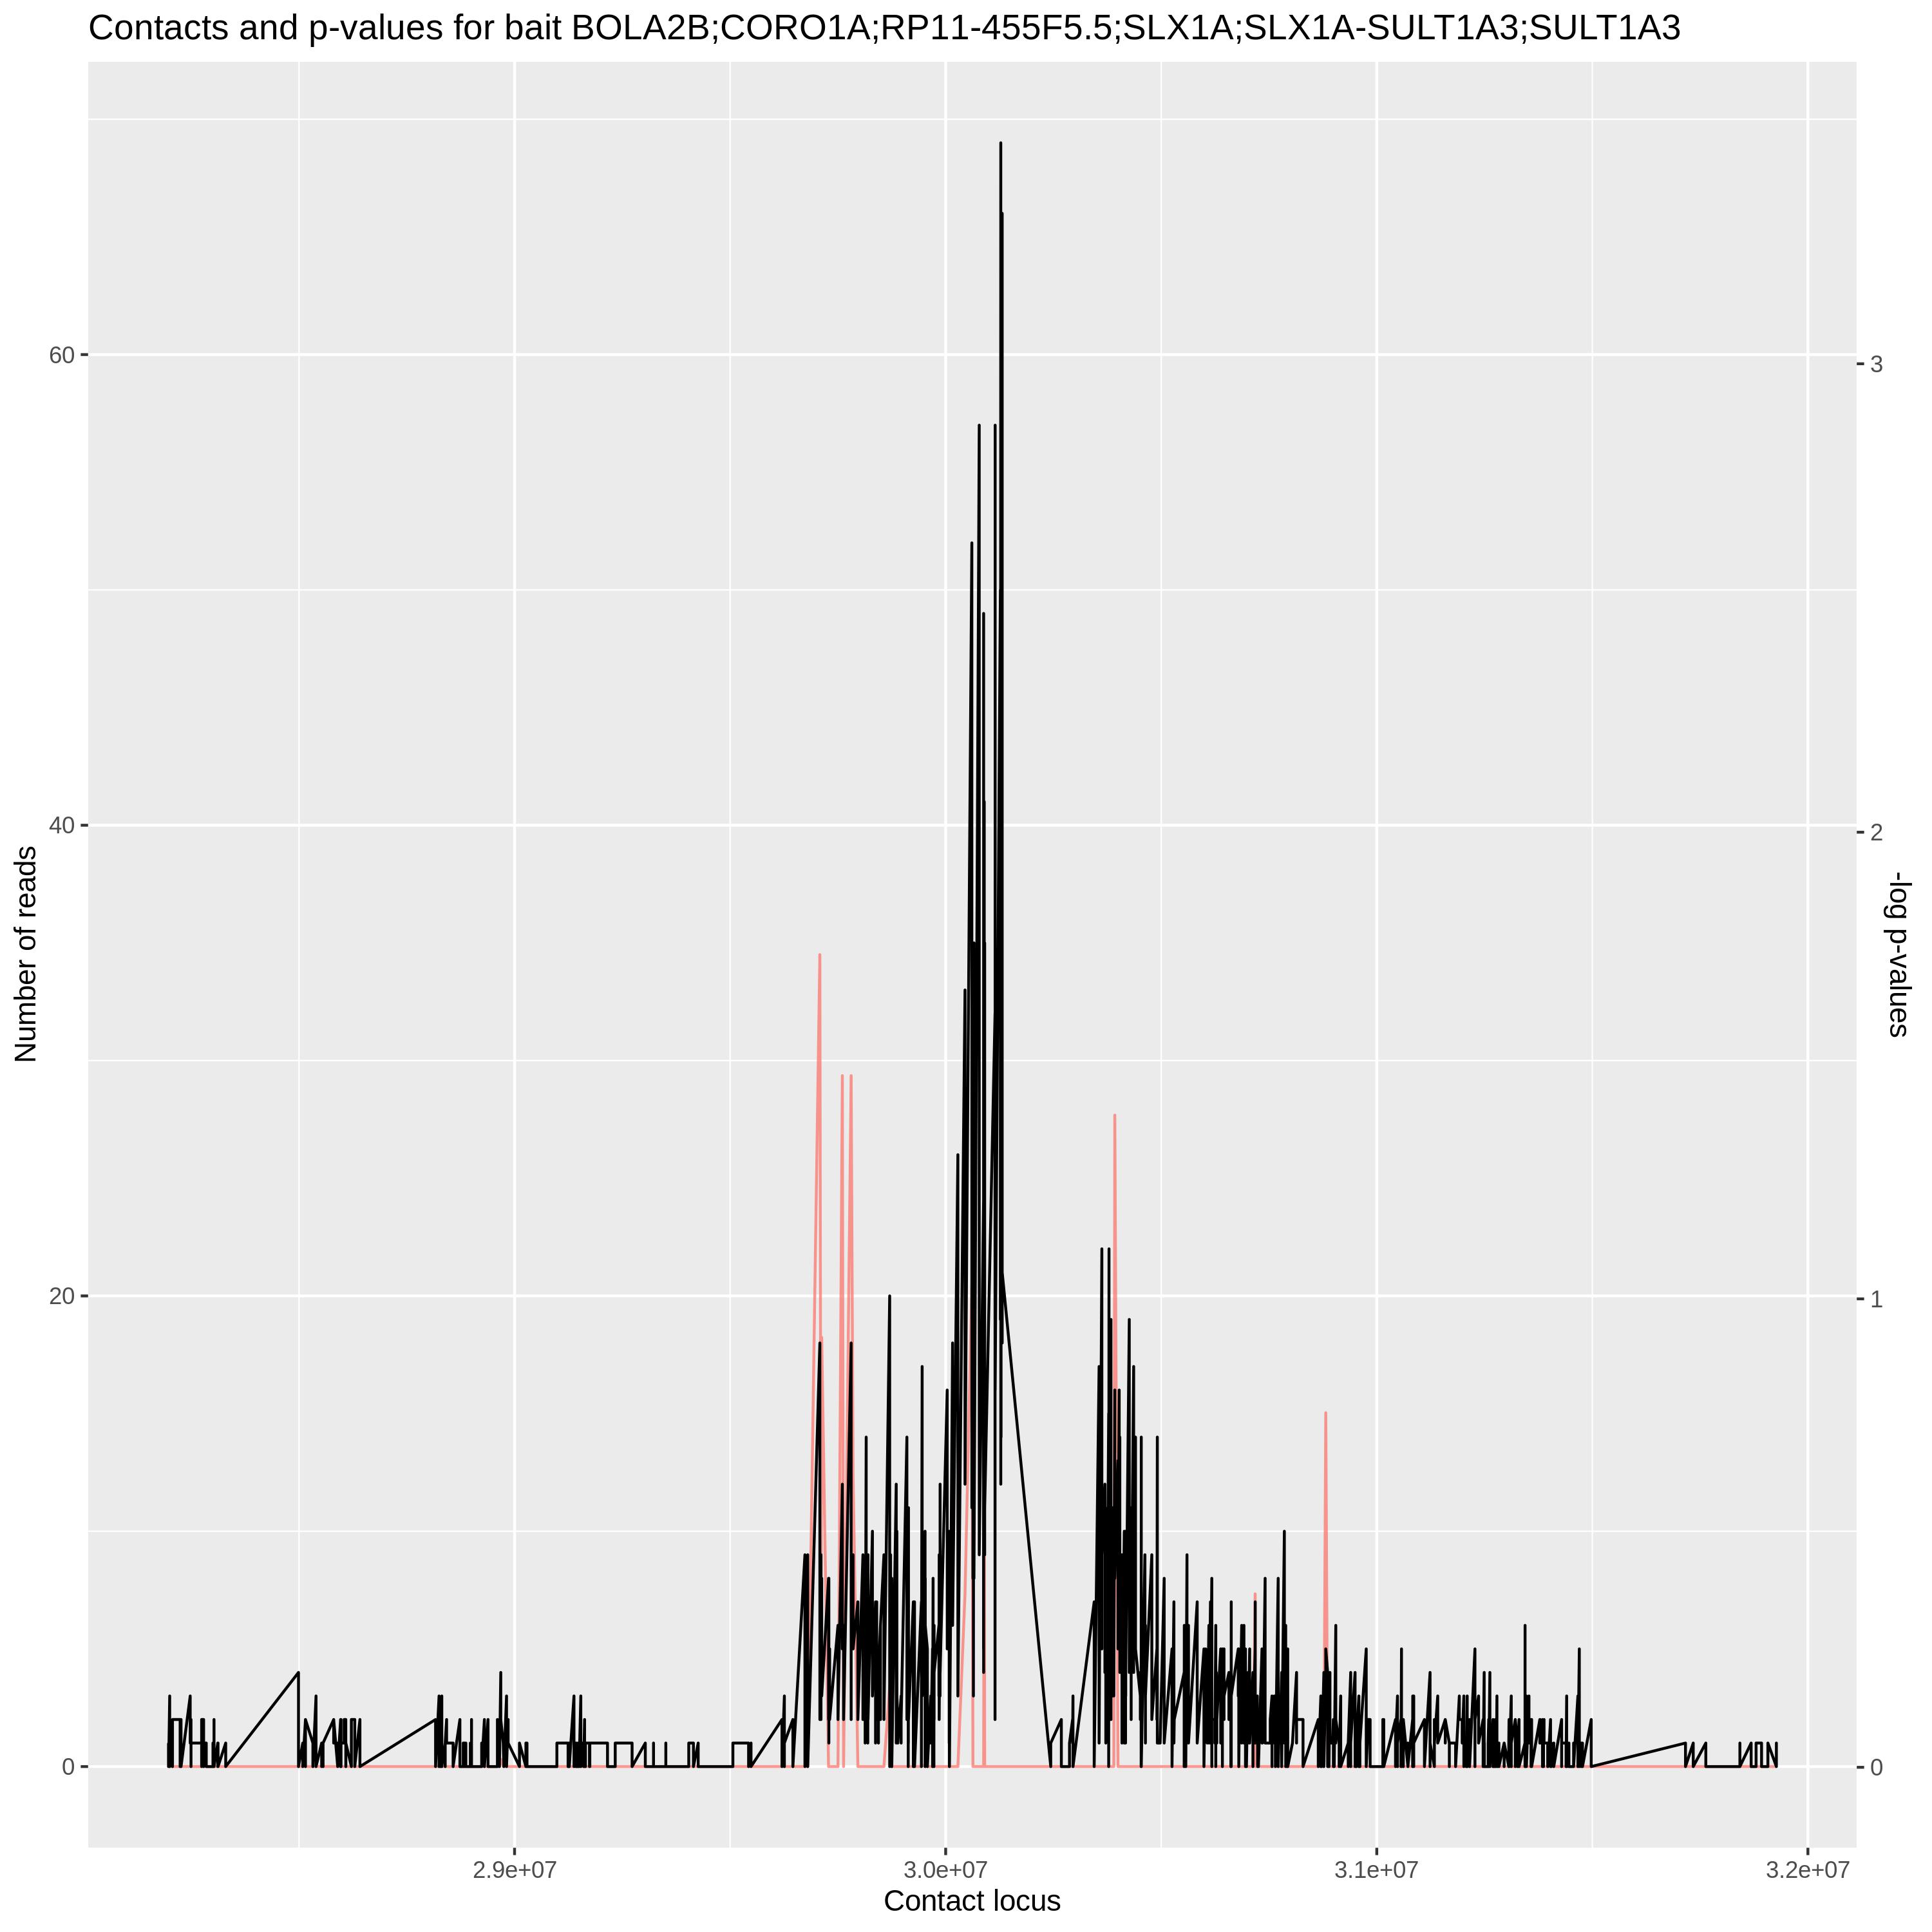 Contacts and p-values for bait BOLA2B;CORO1A;RP11-455F5.5;SLX1A;SLX1A-SULT1A3;SULT1A3
60
40
20
0
Number of reads
3
2
1
0
-log p-values
2.9e+07
3.0e+07
3.1e+07
3.2e+07
Contact locus